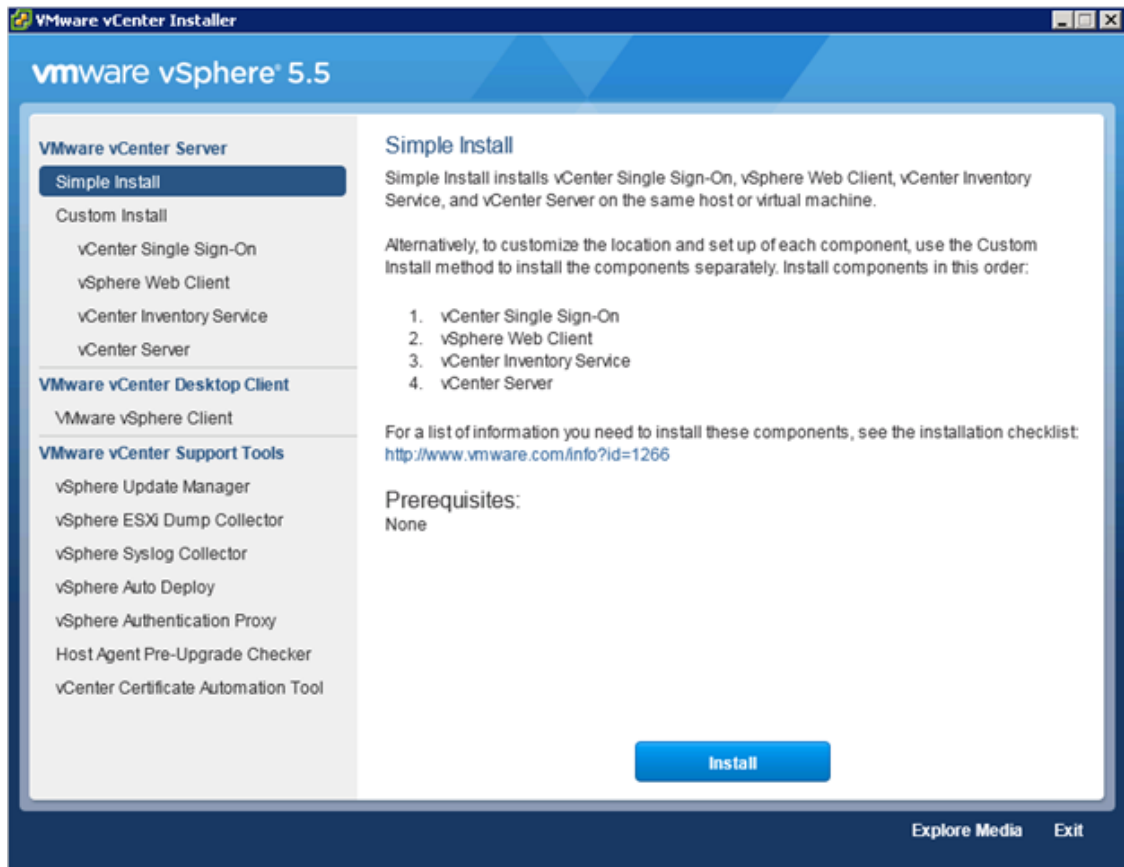 VMware vCenter Installer
vmware vSphere® 5.5
VMware vCenter Server
Simple Install
Custom Install
vCenter Single Sign-On
vSphere Web Client
vCenter Inventory Service
vCenter Server
VMware vCenter Desktop Client
VMware vSphere Client
VMware vCenter Support Tools
vSphere Update Manager
vSphere ESXi Dump Collector
vSphere Syslog Collector
vSphere Auto Deploy
vSphere Authentication Proxy
Host Agent Pre-Upgrade Checker
vCenter Certificate Automation Tool
Simple Install
Simple Install installs vCenter Single Sign-On, vSphere Web Client, vCenter Inventory
Service, and vCenter Server on the same host or virtual machine.
Alternatively, to customize the location and set up of each component, use the Custom
Install method to install the components separately. Install components in this order:
1. vCenter Single Sign-On
2. vSphere Web Client
3. vCenter Inventory Service
4. vCenter Server
For a list of information you need to install these components, see the installation checklist:
http://www.vmware.com/info?id=1266
Prerequisites:
None
Install
Explore Media Exit